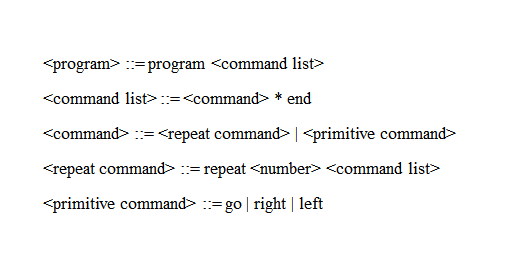 <program> ::= program <command list>
<command list> ::= <command> * end
<command> ::= <repeat command> | <primitive command>
<repeat command> ::= repeat <number> <command list>
<primitive command> ::= go | right | left